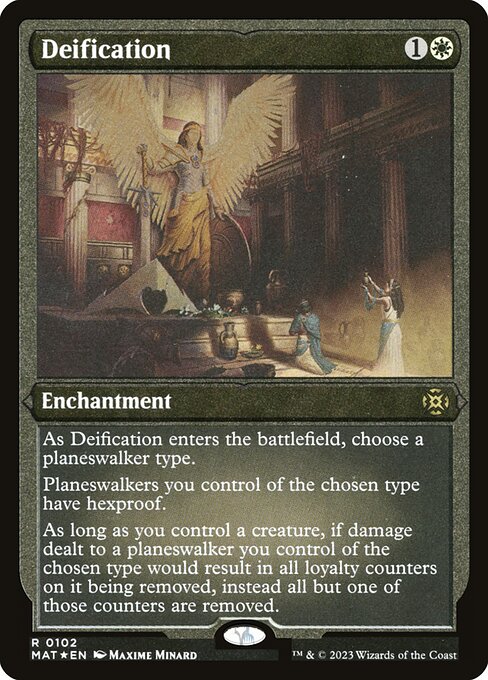 Deification 1
Enchantment
As Deification enters the battlefield, choose a
planeswalker type.
Planeswalkers you control of the chosen type
have hexproof.
As long as you control a creature, if damage
dealt to a planeswalker you control of the
chosen type would result in all loyalty counters
on it being removed, instead all but one of
those counters are removed.
R 0102
MAT★EN Maxime Minard ™ & © 2023 Wizards of the Coast